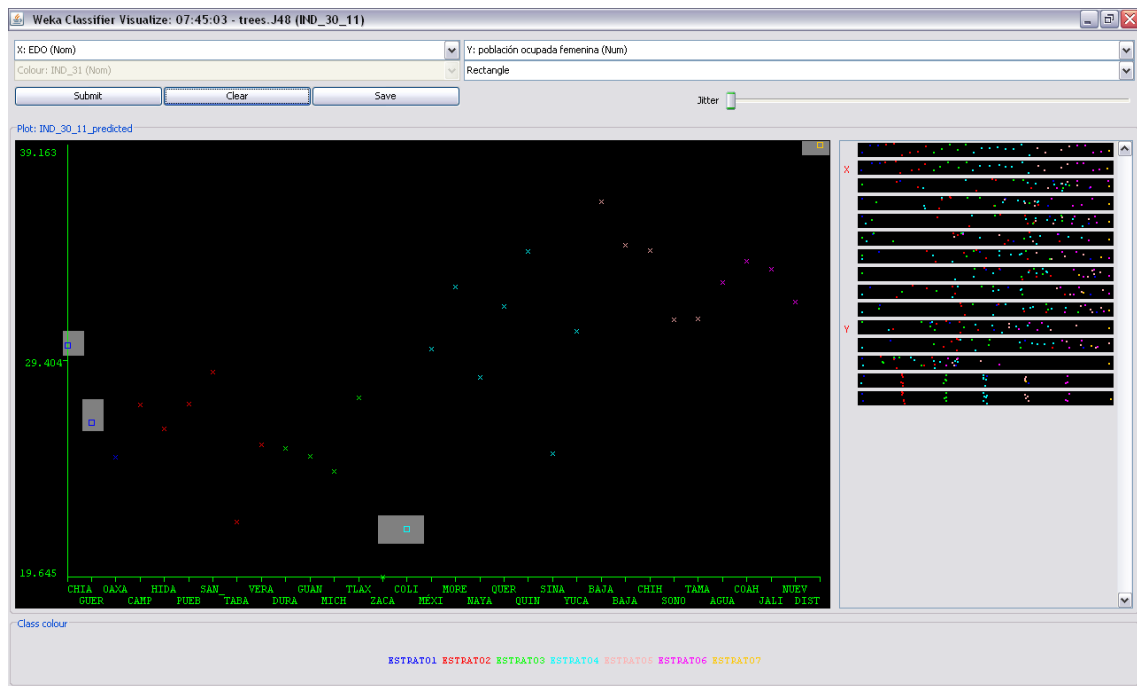 Weka Classifier Visualize: 07:45:03 - trees.J48 (IND_30_11)
X: EDO (Nom)
Y: población ocupada femenina (Num)
Colour: IND_31 (Nom)
Rectangle
Submit
Clear
Save
Jitter
Plot: IND_30_11_predicted
39.163
X
Y
29.404
19.645
CHIA OAXA HIDA SAN_ VERA GUAN TLAX COLI MORE QUER SINA BAJA CHIH TAMA COAH NUEV
GUER CAMP PUEB TABA DURA MICH ZACA MÉXI NAYA QUIN YUCA BAJA SONO AGUA JALI DIST
Class colour
ESTRATO1 ESTRATO2 ESTRATO3 ESTRATO4 ESTRATO5 ESTRATO6 ESTRATO7